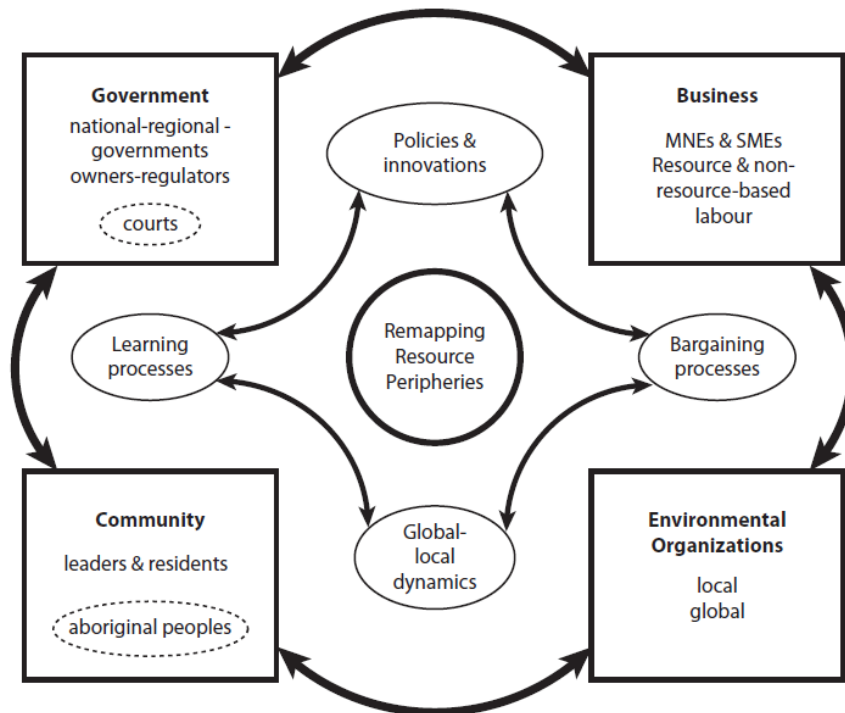 Government
national-regional -
governments
owners-regulators
courts
Policies &
innovations
Business
MNEs & SMEs
Resource & non-
resource-based
labour
Learning
processes
Remapping
Resource
Peripheries
Bargaining
processes
Community
leaders & residents
aboriginal peoples
Global-
local
dynamics
Environmental
Organizations
local
global